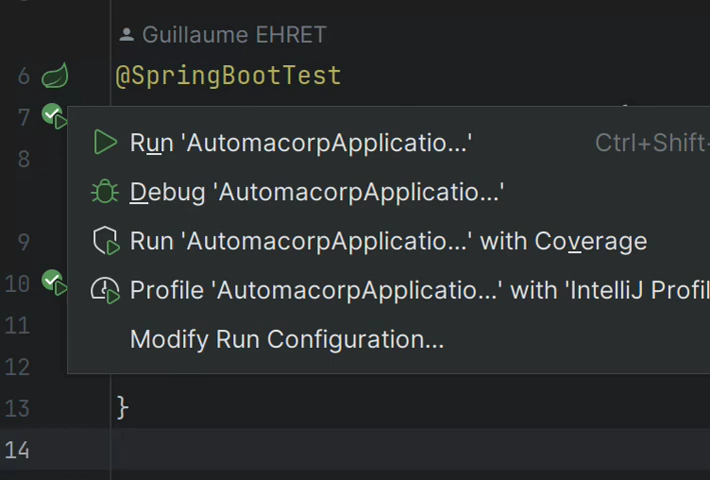 Guillaume EHRET
6 @SpringBootTest
7
Run 'AutomacorpApplicatio...' Ctrl+Shift-
8
Debug 'AutomacorpApplicatio...'
9 Run 'AutomacorpApplicatio...' with Coverage
10 Profile 'AutomacorpApplicatio...' with 'IntelliJ Profil
11
Modify Run Configuration...
12
13 }
14